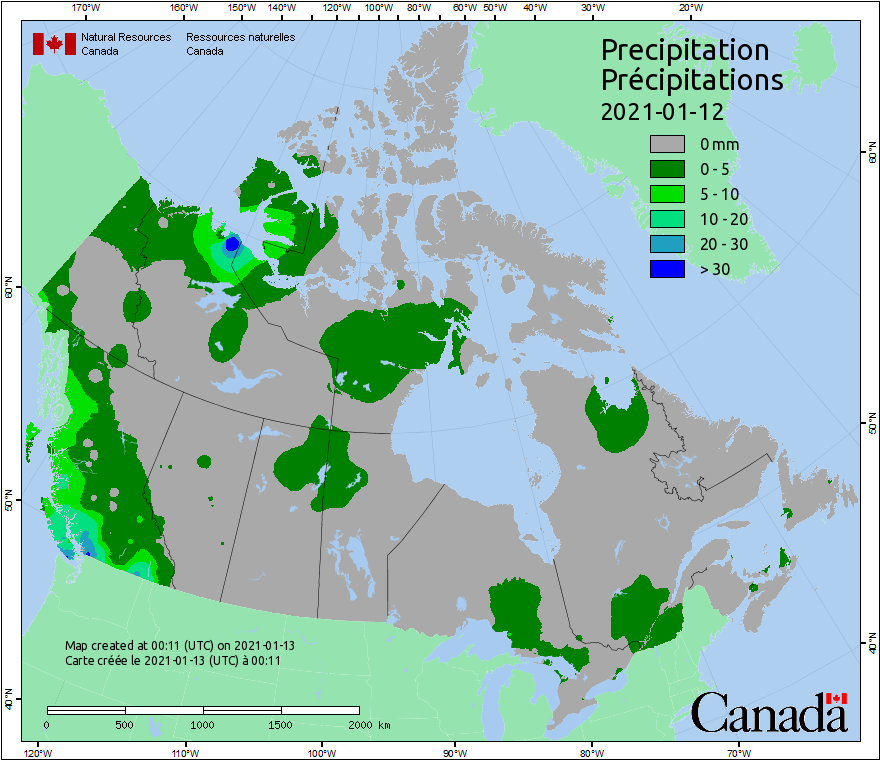 170°W 160°W 150°W 140°W 120°W 100°W 80°W 60°W 50°W 40°W 30°W 20°W
Natural Resources Ressources naturelles
Canada Canada
Precipitation
Précipitations
2021-01-12
0 mm
0 - 5
5 - 10
10 - 20
20 - 30
> 30
60°N
60°N
50°N
50°N
40°N
40°N
Map created at 00:11 (UTC) on 2021-01-13
Carte créée le 2021-01-13 (UTC) à 00:11
0 500 1000 1500 2000 km
Canada
120°W 110°W 100°W 90°W 80°W 70°W